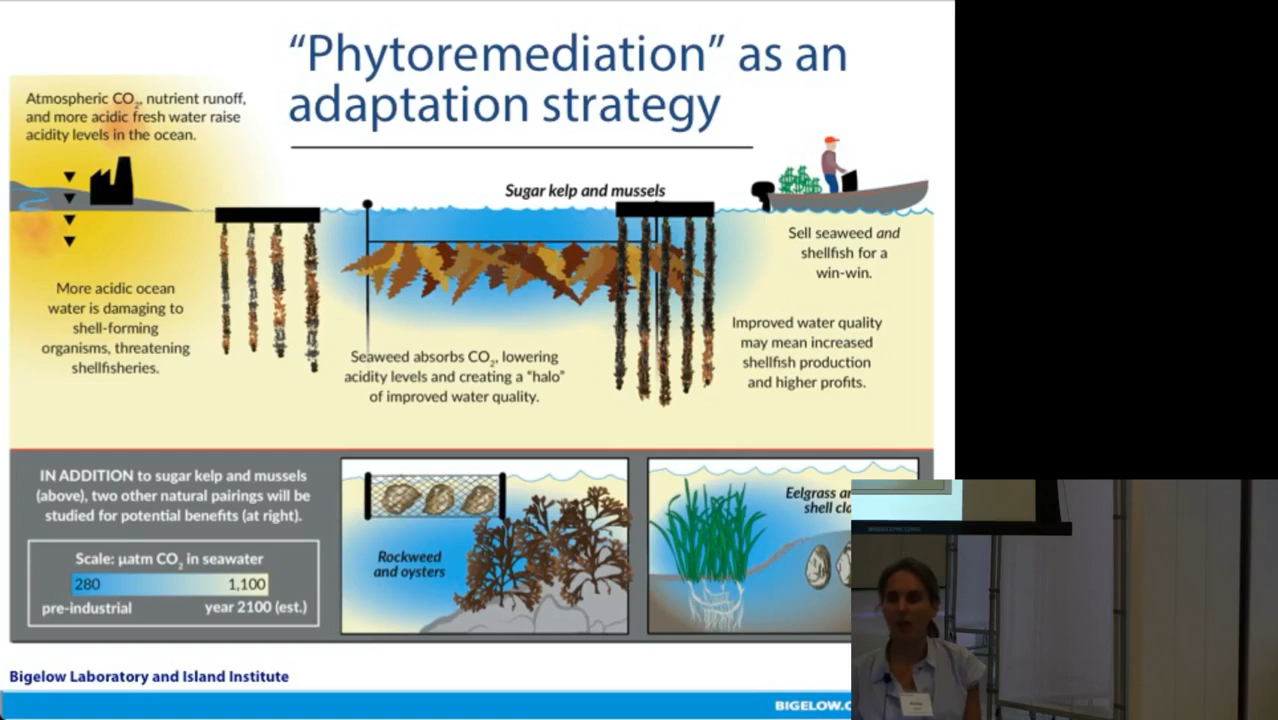 “Phytoremediation” as an
adaptation strategy
Atmospheric CO₂, nutrient runoff,
and more acidic fresh water raise
acidity levels in the ocean.
Sugar kelp and mussels
Sell seaweed and
shellfish for a
win-win.
More acidic ocean
water is damaging to
shell-forming
organisms, threatening
shellfisheries.
Seaweed absorbs CO₂, lowering
acidity levels and creating a “halo”
of improved water quality.
Improved water quality
may mean increased
shellfish production
and higher profits.
IN ADDITION to sugar kelp and mussels
(above), two other natural pairings will be
studied for potential benefits (at right).
Scale: µatm CO₂ in seawater
280 1,100
pre-industrial year 2100 (est.)
Rockweed
and oysters
Eelgrass
shell
Bigelow Laboratory and Island Institute
BIGELOW.